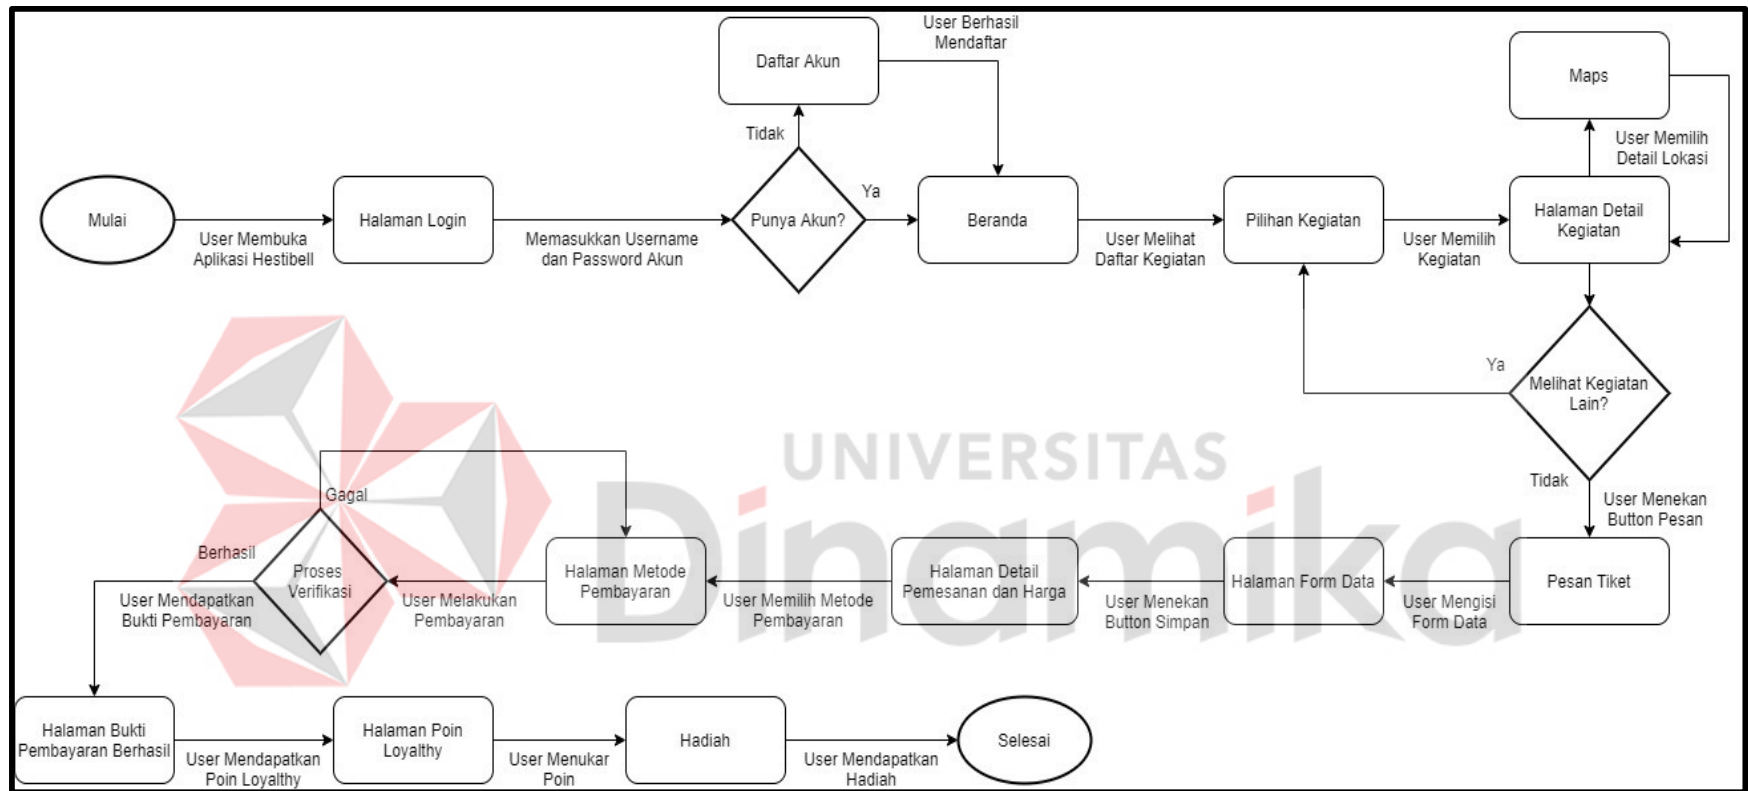 User Berhasil
Mendaftar
Daftar Akun
Maps
Tidak
User Memilih
Detail Lokasi
Ya
Mulai
Halaman Login
Punya Akun?
Beranda
Pilihan Kegiatan
Halaman Detail
Kegiatan
User Membuka
Aplikasi Hestibell
Memasukkan Username
dan Password Akun
User Melihat
Daftar Kegiatan
User Memilih
Kegiatan
Ya
Melihat Kegiatan
Lain?
UNIVERSITAS
Dinamika
Tidak
User Menekan
Button Pesan
Gagal
Berhasil
Proses
Verifikasi
Halaman Metode
Pembayaran
Halaman Detail
Pemesanan dan Harga
Halaman Form Data
Pesan Tiket
User Mendapatkan
Bukti Pembayaran
User Melakukan
Pembayaran
User Memilih Metode
Pembayaran
User Menekan
Button Simpan
User Mengisi
Form Data
Halaman Bukti
Pembayaran Berhasil
Halaman Poin
Loyalthy
Hadiah
Selesai
User Mendapatkan
Poin Loyalthy
User Menukar
Poin
User Mendapatkan
Hadiah